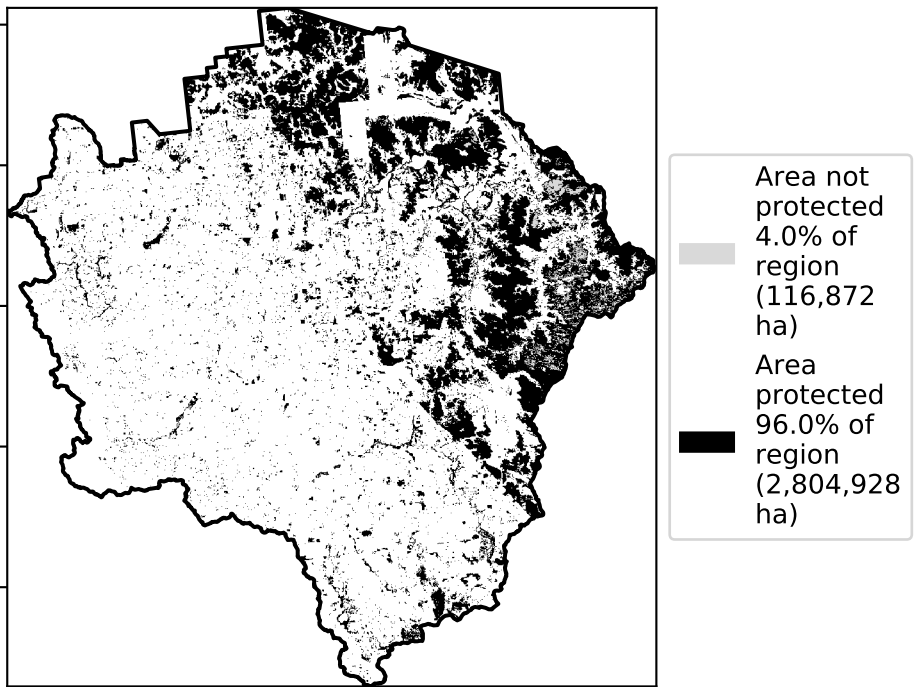 Area not
protected
4.0% of
region
(116,872
ha)
Area
protected
96.0% of
region
(2,804,928
ha)